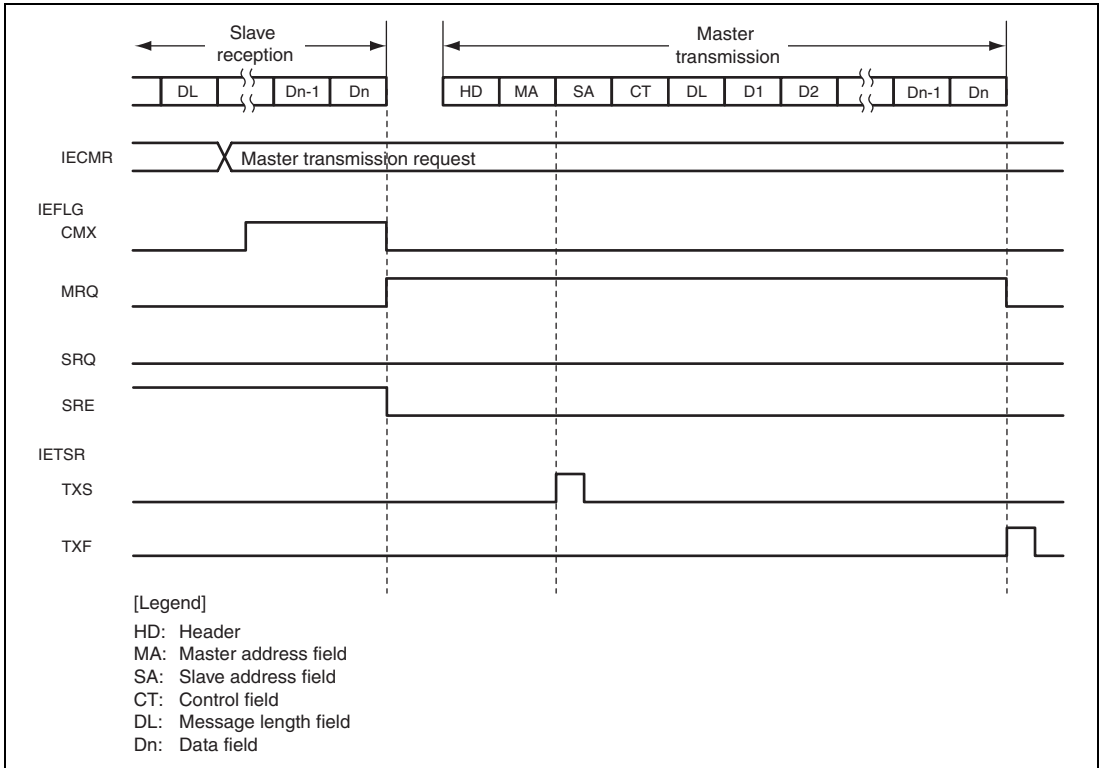 Slave
reception
Master
transmission
DL Dn-1 Dn HD MA SA CT DL D1 D2 Dn-1 Dn
IECMR Master transmission request
IEFLG
CMX
MRQ
SRQ
SRE
IETSR
TXS
TXF
[Legend]
HD: Header
MA: Master address field
SA: Slave address field
CT: Control field
DL: Message length field
Dn: Data field